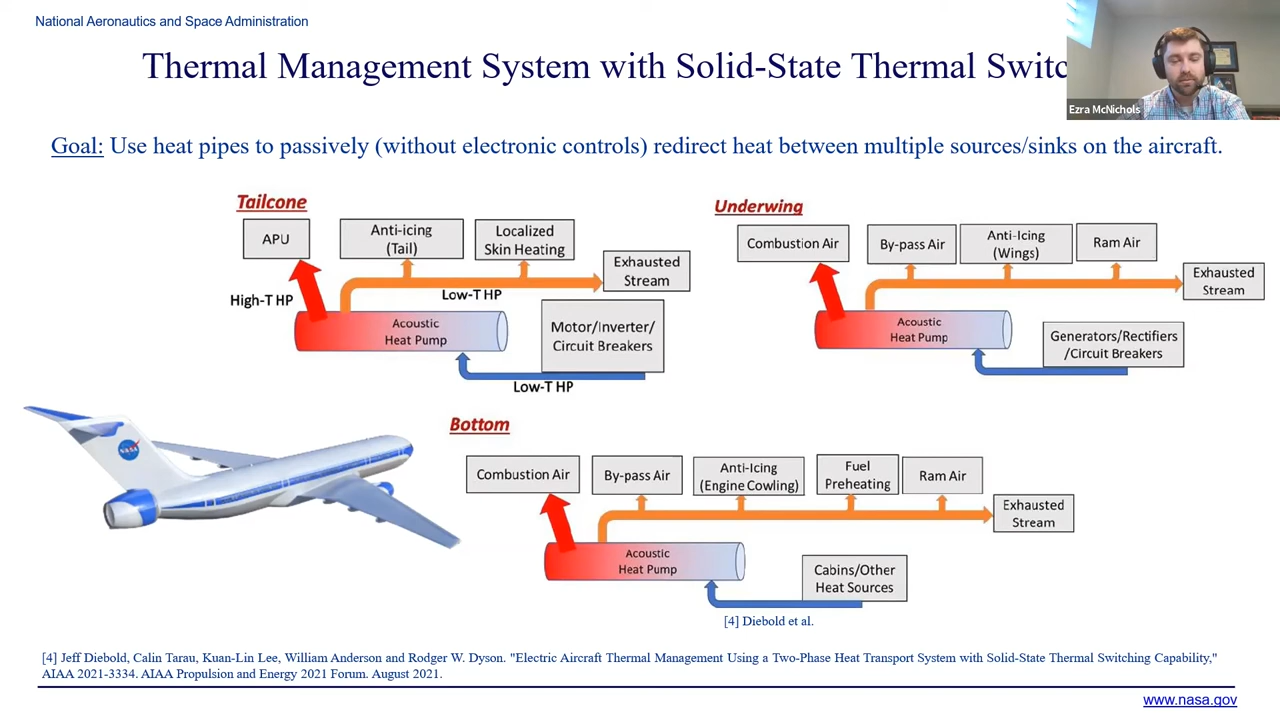 National Aeronautics and Space Administration
Thermal Management System with Solid-State Thermal
Ezra McNichols
Goal: Use heat pipes to passively (without electronic controls) redirect heat between multiple sources/sinks on the aircraft.
Tailcone
APU
Anti-icing
(Tail)
Localized
Skin Heating
Exhausted
Stream
High-T HP
Low-T HP
Acoustic
Heat Pump
Motor/Inverter/
Circuit Breakers
Low-T HP
Underwing
Combustion Air
By-pass Air
Anti-Icing
(Wings)
Ram Air
Exhausted
Stream
Acoustic
Heat Pump
Generators/Rectifiers
/Circuit Breakers
NASA
Bottom
Combustion Air
By-pass Air
Anti-Icing
(Engine Cowling)
Fuel
Preheating
Ram Air
Exhausted
Stream
Acoustic
Heat Pump
Cabins/Other
Heat Sources
[4] Diebold et al.
[4] Jeff Diebold, Calin Tarau, Kuan-Lin Lee, William Anderson and Rodger W. Dyson. "Electric Aircraft Thermal Management Using a Two-Phase Heat Transport System with Solid-State Thermal Switching Capability,"
AIAA 2021-3334. AIAA Propulsion and Energy 2021 Forum. August 2021.
www.nasa.gov